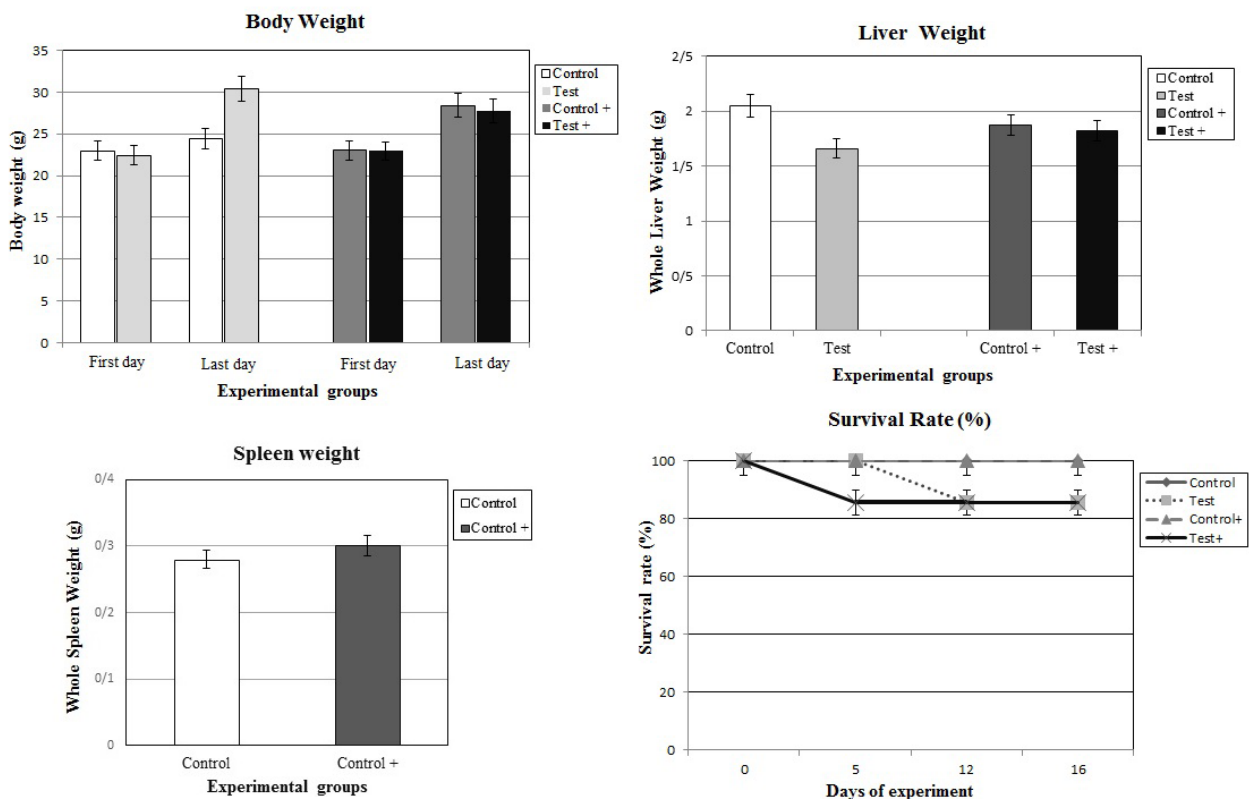 Body Weight
35
30
25
20
15
10
5
0
Body weight (g)
First day Last day First day Last day
Experimental groups
Control
Test
Control +
Test +
Liver Weight
2/5
2
1/5
1
0/5
0
Whole Liver Weight (g)
Control Test Control + Test +
Experimental groups
Control
Test
Control +
Test +
Spleen weight
0/4
0/3
0/2
0/1
0
Whole Spleen Weight (g)
Control Control +
Experimental groups
Control
Control +
Survival Rate (%)
100
80
60
40
20
0
Survival rate (%)
0 5 12 16
Days of experiment
Control
Test
Control+
Test+